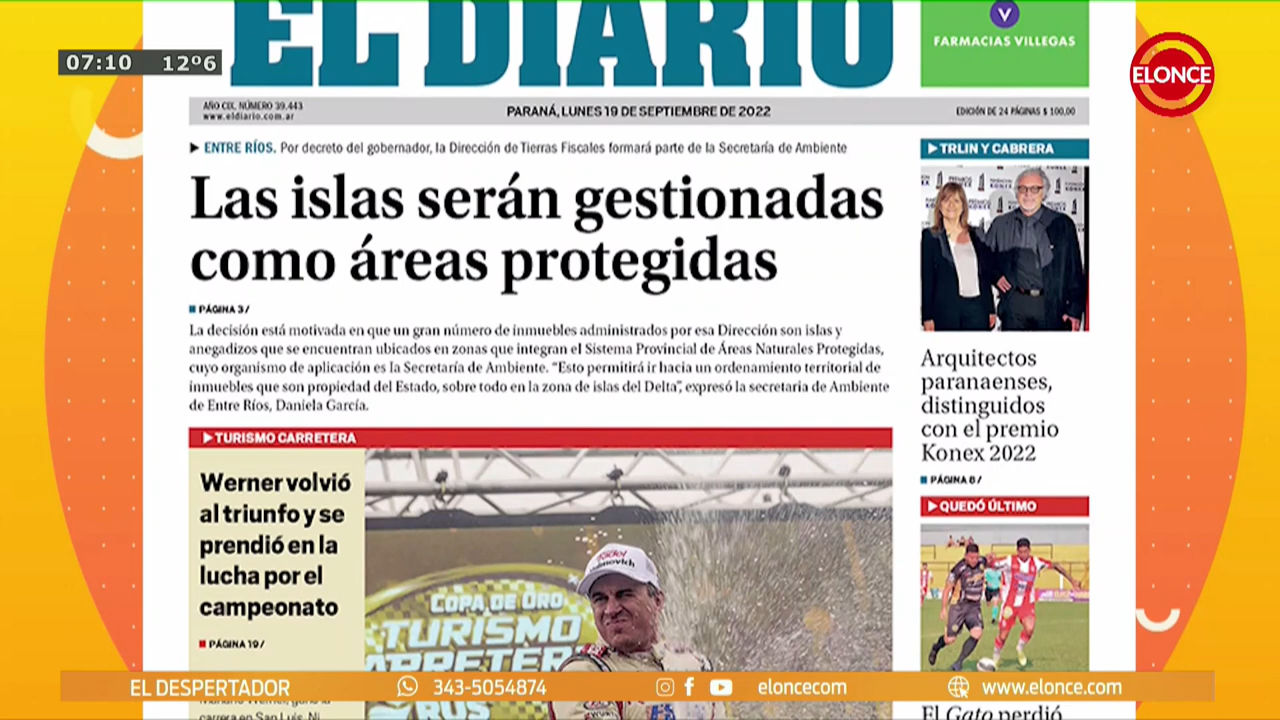 07:10 12º6
EL DIARIO
V
FARMACIAS VILLEGAS
ELONCE
AÑO CIX. NÚMERO 39.443
www.eldiario.com.ar
PARANÁ, LUNES 19 DE SEPTIEMBRE DE 2022
EDICIÓN DE 24 PÁGINAS $ 100,00
ENTRE RÍOS. Por decreto del gobernador, la Dirección de Tierras Fiscales formará parte de la Secretaría de Ambiente
Las islas serán gestionadas
como áreas protegidas
PÁGINA 3/
La decisión está motivada en que un gran número de inmuebles administrados por esa Dirección son islas y
anegadizos que se encuentran ubicados en zonas que integran el Sistema Provincial de Áreas Naturales Protegidas,
cuyo organismo de aplicación es la Secretaría de Ambiente. “Esto permitirá ir hacia un ordenamiento territorial de
inmuebles que son propiedad del Estado, sobre todo en la zona de islas del Delta”, expresó la secretaria de Ambiente
de Entre Ríos, Daniela García.
TRLIN Y CABRERA
PREMIOS
KONEX
Arquitectos
paranaenses,
distinguidos
con el premio
Konex 2022
PÁGINA 8/
TURISMO CARRETERA
Werner volvió
al triunfo y se
prendió en la
lucha por el
campeonato
PÁGINA 19/
COPA DE ORO
TURISMO
QUEDÓ ÚLTIMO
El Gato perdió
EL DESPERTADOR 343-5054874 eloncecom www.elonce.com
carrera en San Luis. Ni